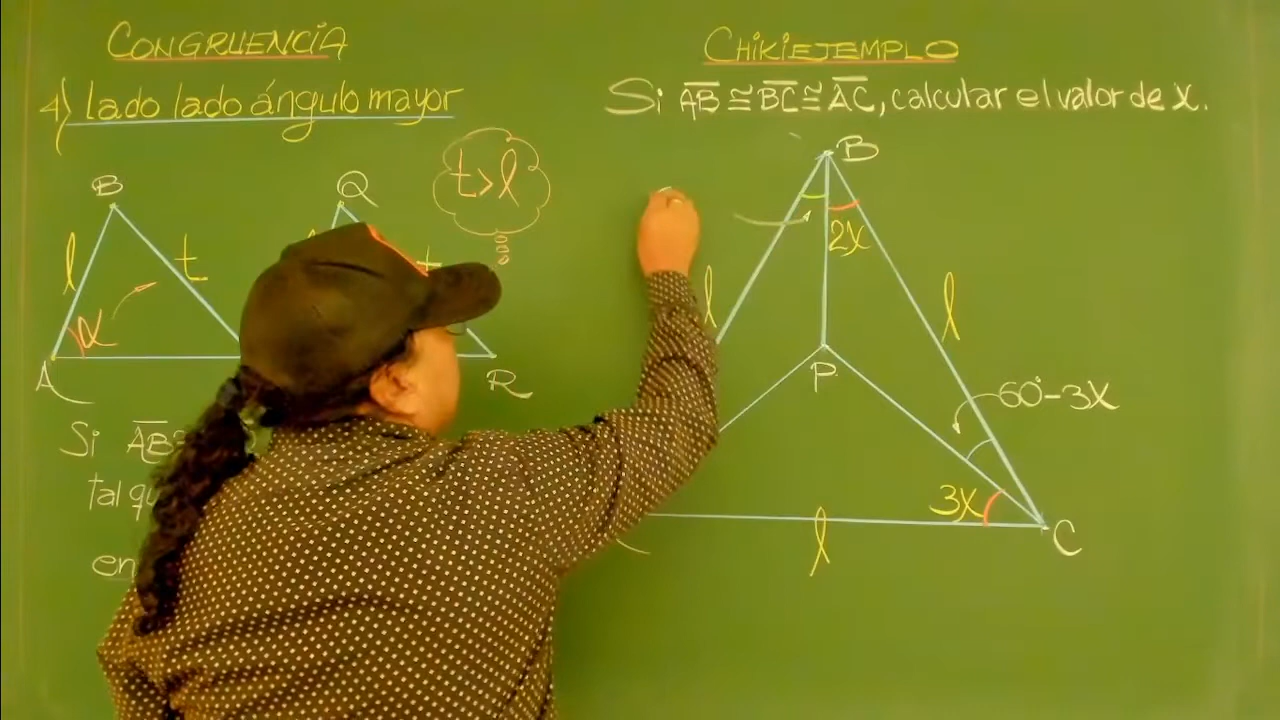 CONGRUENCIA
4) lado lado ángulo mayor
B
Q
t>l
l
t
α
A
R
Si AB≅
tal qu
en
CHIKIEJEMPLO
Si AB≅BC≅AC, calcular el valor de x.
B
2x
l
l
P
60°-3x
3x
l
C